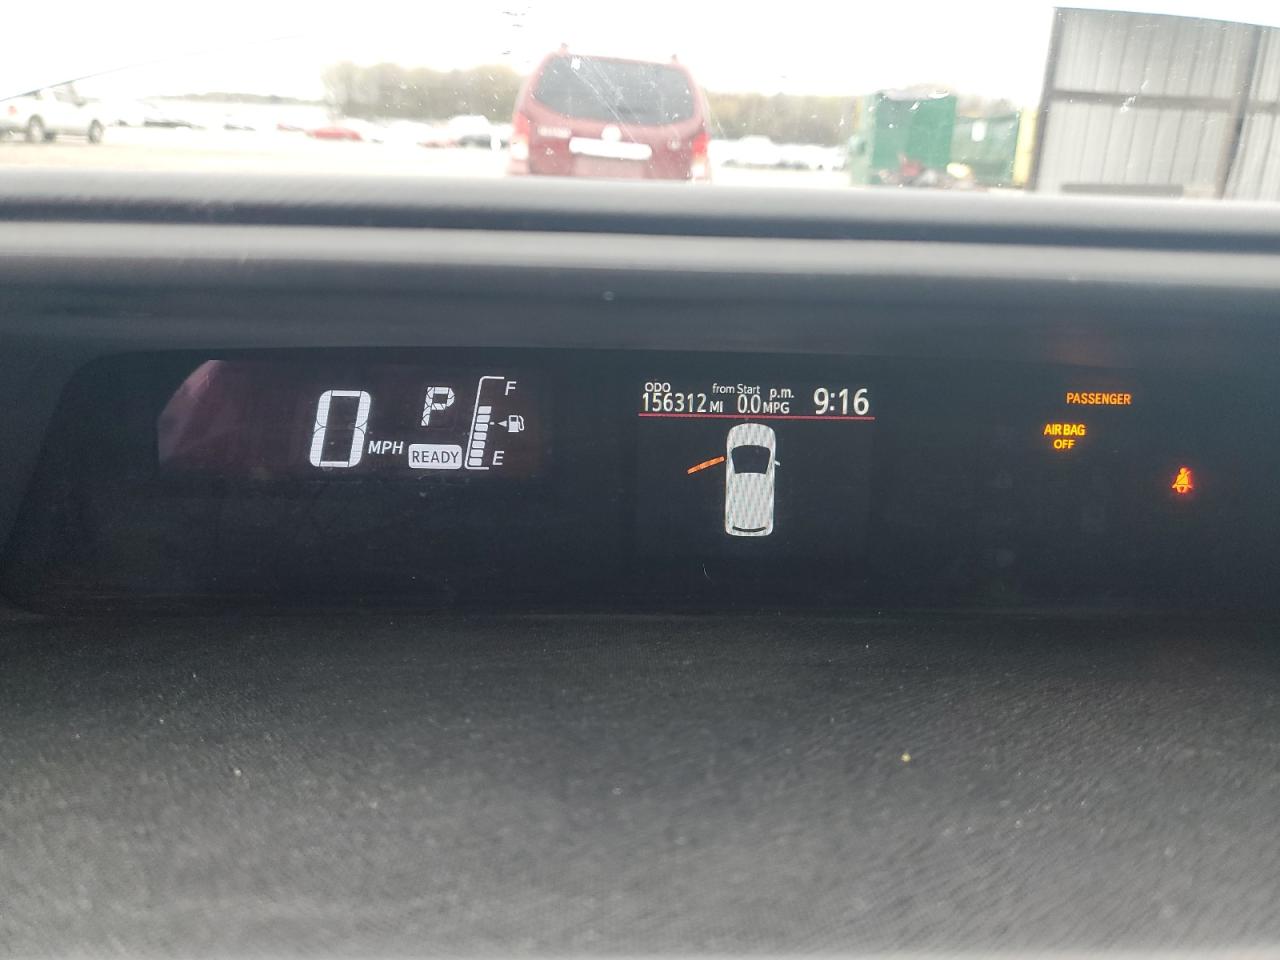 0 MPH
P
READY
F
E
ODO from Start p.m.
156312 MI 0.0 MPG 9:16
PASSENGER
AIR BAG
OFF